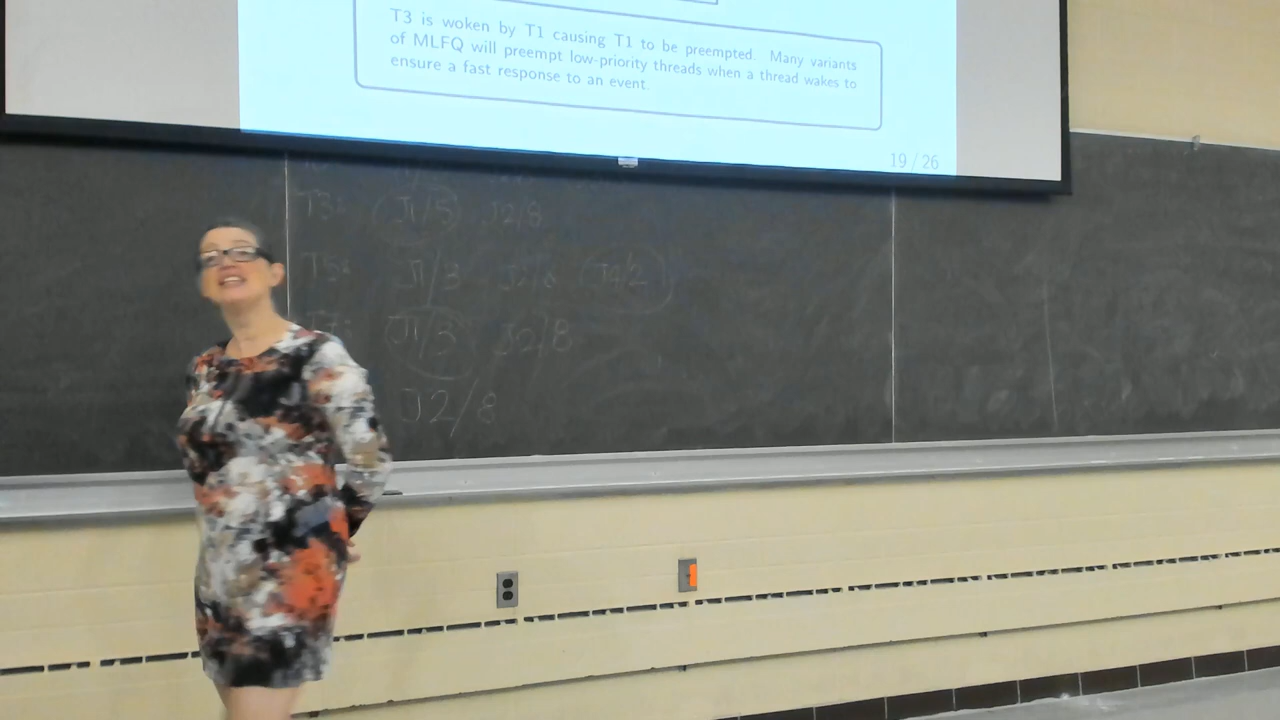 T3 is woken by T1 causing T1 to be preempted. Many variants
of MLFQ will preempt low-priority threads when a thread wakes to
ensure a fast response to an event.
19 / 26
J1/5 J2/8
J1/3 J2/8 J4/2
J1/3 J2/8
J2/8